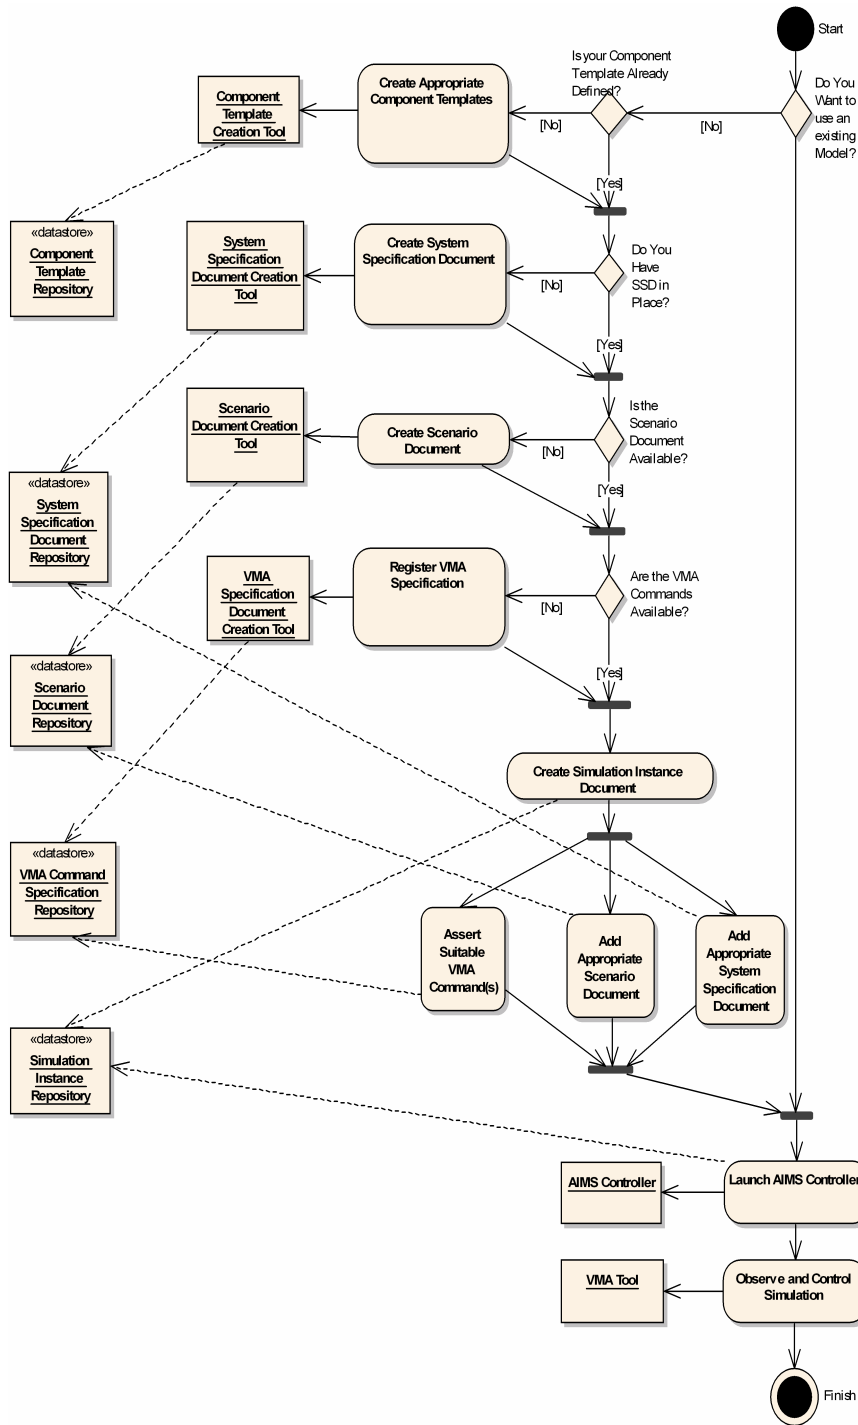 Start
Is your Component
Template Already
Defined?
Do You
Want to
use an
existing
Model?
[No]
[No]
Create Appropriate
Component Templates
Component
Template
Creation Tool
[Yes]
«datastore»
Component
Template
Repository
System
Specification
Document Creation
Tool
Create System
Specification Document
Do You
Have
SSD in
Place?
[No]
[Yes]
Scenario
Document Creation
Tool
Create Scenario
Document
Is the
Scenario
Document
Available?
[No]
[Yes]
«datastore»
System
Specification
Document
Repository
VMA
Specification
Document
Creation Tool
Register VMA
Specification
Are the VMA
Commands
Available?
[No]
[Yes]
«datastore»
Scenario
Document
Repository
Create Simulation Instance
Document
«datastore»
VMA Command
Specification
Repository
Assert
Suitable
VMA
Command(s)
Add
Appropriate
Scenario
Document
Add
Appropriate
System
Specification
Document
«datastore»
Simulation
Instance
Repository
AIMS Controller
Launch AIMS Controller
VMA Tool
Observe and Control
Simulation
Finish